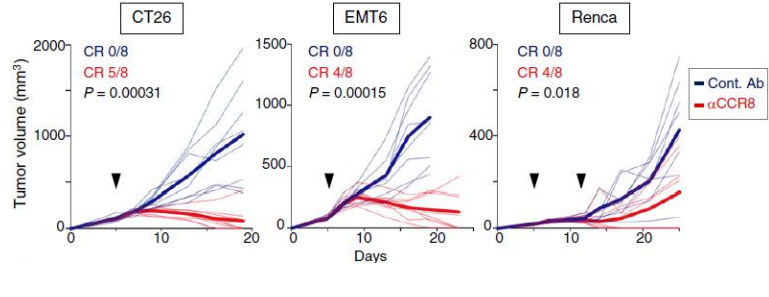 CT26
EMT6
Renca
Tumor volume (mm³)
2000
1000
0
CR 0/8
CR 5/8
P = 0.00031
0
10
20
1500
1000
500
0
CR 0/8
CR 4/8
P = 0.00015
0
10
20
Days
800
400
0
CR 0/8
CR 4/8
P = 0.018
0
10
20
Cont. Ab
αCCR8